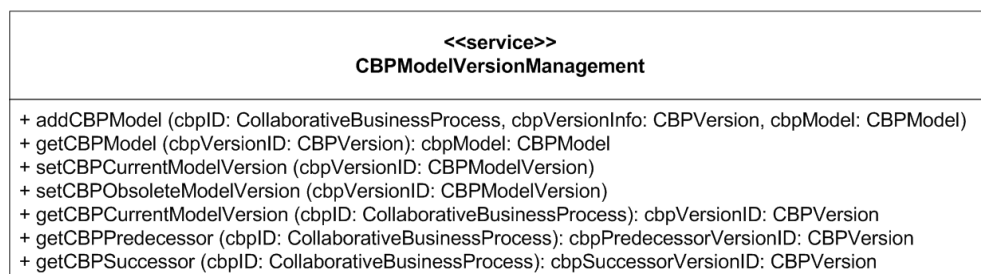 <<service>>
CBPModelVersionManagement
+ addCBPModel (cbpID: CollaborativeBusinessProcess, cbpVersionInfo: CBPVersion, cbpModel: CBPModel)
+ getCBPModel (cbpVersionID: CBPVersion): cbpModel: CBPModel
+ setCBPCurrentModelVersion (cbpVersionID: CBPModelVersion)
+ setCBPObsoleteModelVersion (cbpVersionID: CBPModelVersion)
+ getCBPCurrentModelVersion (cbpID: CollaborativeBusinessProcess): cbpVersionID: CBPVersion
+ getCBPPredecessor (cbpID: CollaborativeBusinessProcess): cbpPredecessorVersionID: CBPVersion
+ getCBPSuccessor (cbpID: CollaborativeBusinessProcess): cbpSuccessorVersionID: CBPVersion